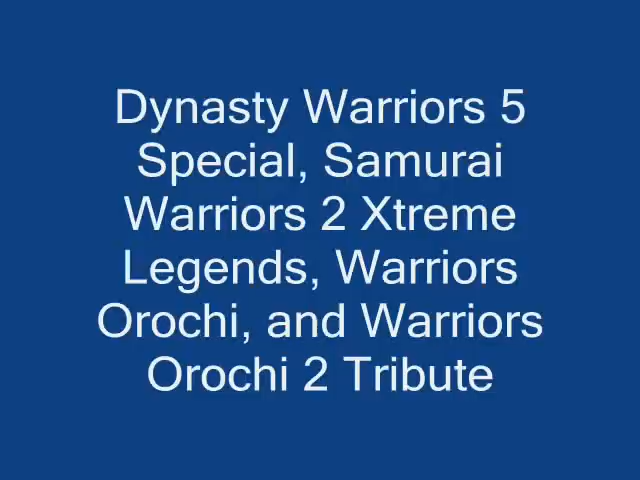 Dynasty Warriors 5
Special, Samurai
Warriors 2 Xtreme
Legends, Warriors
Orochi, and Warriors
Orochi 2 Tribute